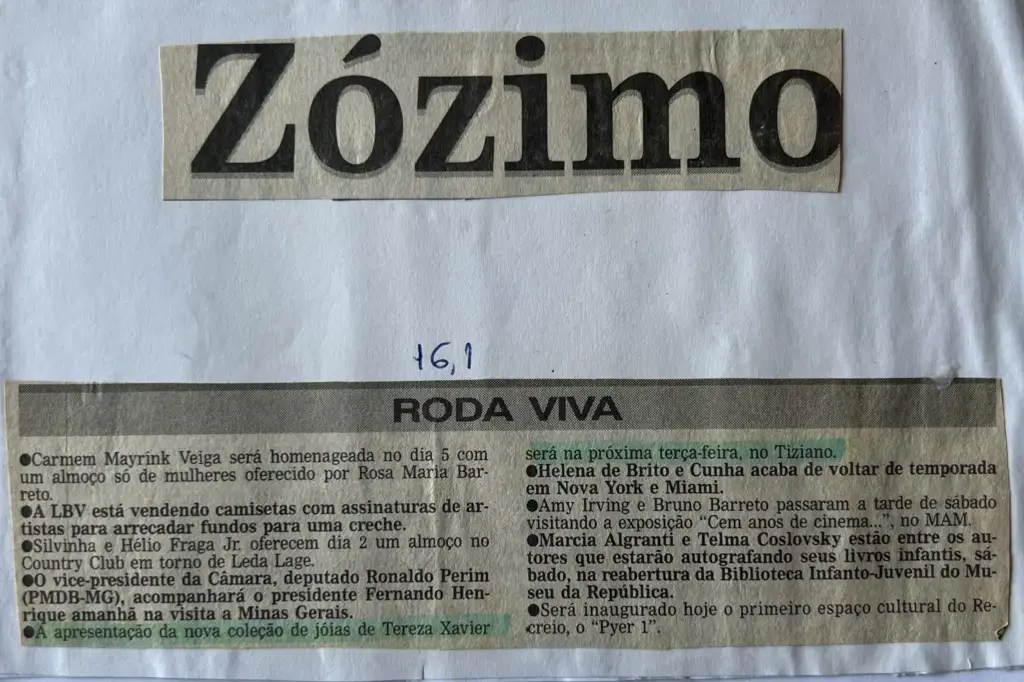 Zózimo
16,1
RODA VIVA
●Carmem Mayrink Veiga será homenageada no dia 5 com
um almoço só de mulheres oferecido por Rosa Maria Bar-
reto.
●A LBV está vendendo camisetas com assinaturas de ar-
tistas para arrecadar fundos para uma creche.
●Silvinha e Hélio Fraga Jr. oferecem dia 2 um almoço no
Country Club em torno de Leda Lage.
●O vice-presidente da Câmara, deputado Ronaldo Perim
(PMDB-MG), acompanhará o presidente Fernando Hen-
rique amanhã na visita a Minas Gerais.
●A apresentação da nova coleção de jóias de Tereza Xavier
será na próxima terça-feira, no Tiziano.
●Helena de Brito e Cunha acaba de voltar de temporada
em Nova York e Miami.
●Amy Irving e Bruno Barreto passaram a tarde de sábado
visitando a exposição “Cem anos de cinema...”, no MAM.
●Marcia Algranti e Telma Coslovsky estão entre os au-
tores que estarão autografando seus livros infantis, sá-
bado, na reabertura da Biblioteca Infanto-Juvenil do Mu-
seu da República.
●Será inaugurado hoje o primeiro espaço cultural do Re-
creio, o “Pyer 1”.